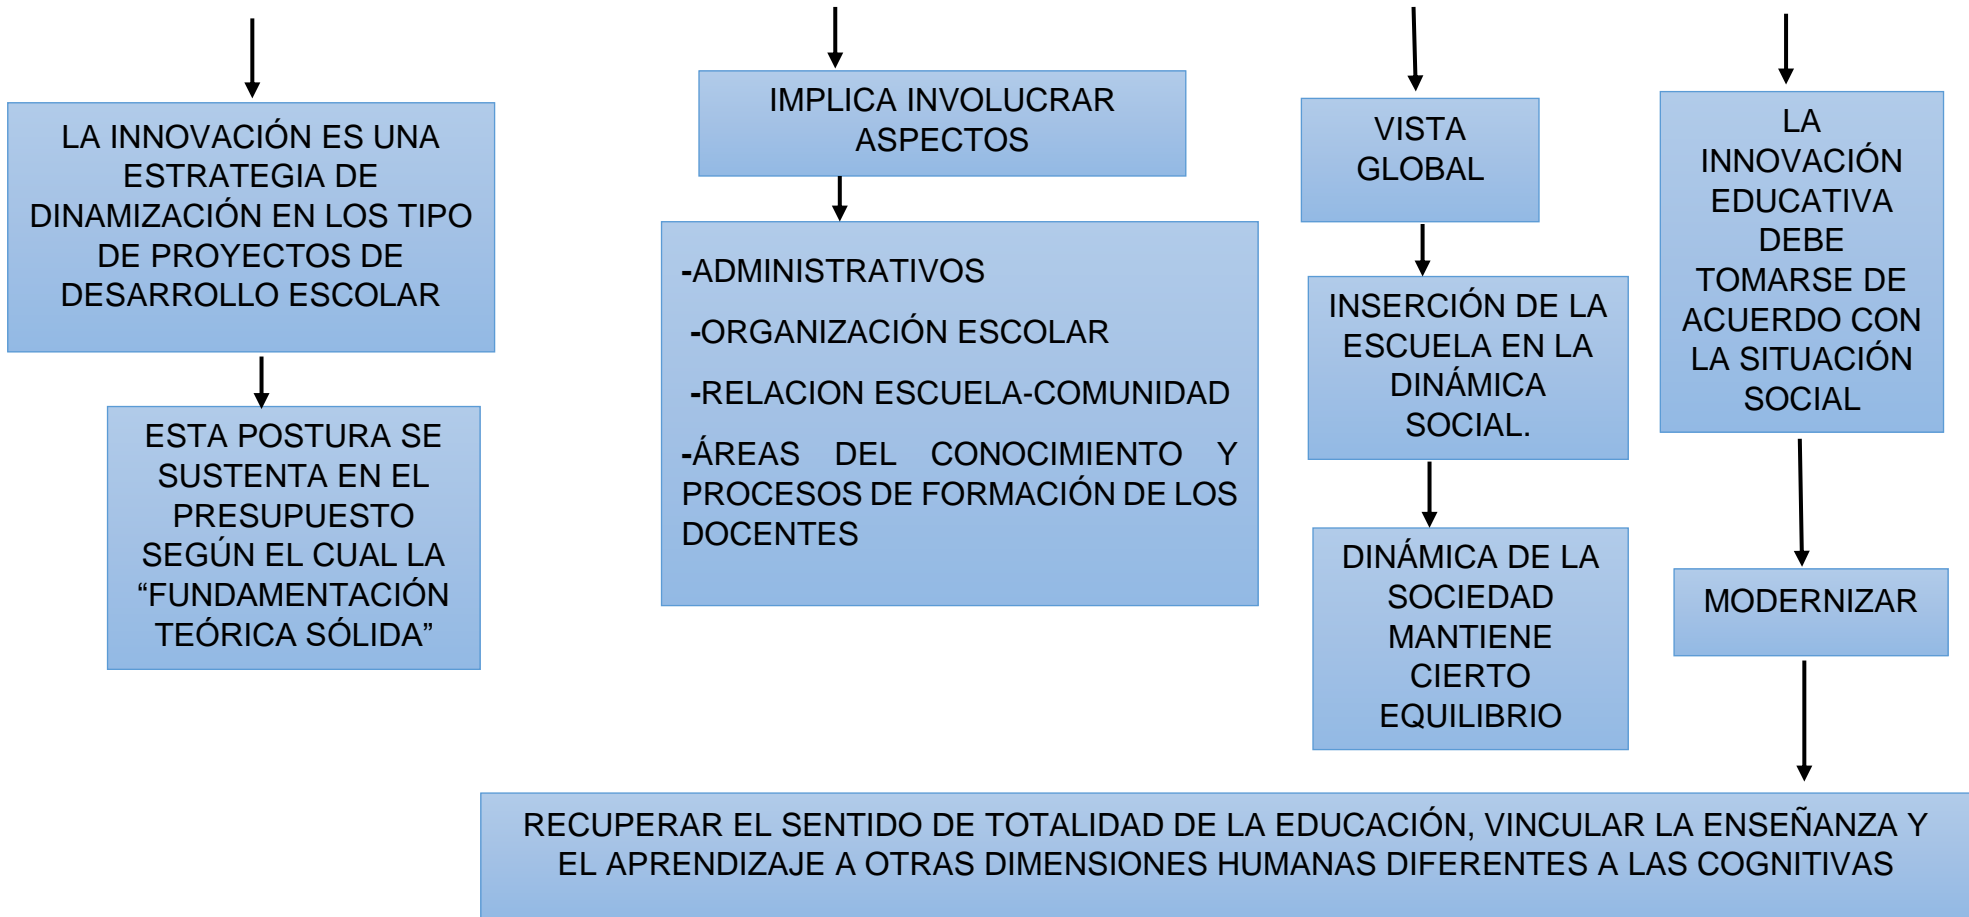 LA INNOVACIÓN ES UNA
ESTRATEGIA DE
DINAMIZACIÓN EN LOS TIPO
DE PROYECTOS DE
DESARROLLO ESCOLAR
ESTA POSTURA SE
SUSTENTA EN EL
PRESUPUESTO
SEGÚN EL CUAL LA
“FUNDAMENTACIÓN
TEÓRICA SÓLIDA”
IMPLICA INVOLUCRAR
ASPECTOS
-ADMINISTRATIVOS
-ORGANIZACIÓN ESCOLAR
-RELACION ESCUELA-COMUNIDAD
-ÁREAS DEL CONOCIMIENTO Y
PROCESOS DE FORMACIÓN DE LOS
DOCENTES
VISTA
GLOBAL
INSERCIÓN DE LA
ESCUELA EN LA
DINÁMICA
SOCIAL.
DINÁMICA DE LA
SOCIEDAD
MANTIENE
CIERTO
EQUILIBRIO
LA
INNOVACIÓN
EDUCATIVA
DEBE
TOMARSE DE
ACUERDO CON
LA SITUACIÓN
SOCIAL
MODERNIZAR
RECUPERAR EL SENTIDO DE TOTALIDAD DE LA EDUCACIÓN, VINCULAR LA ENSEÑANZA Y
EL APRENDIZAJE A OTRAS DIMENSIONES HUMANAS DIFERENTES A LAS COGNITIVAS